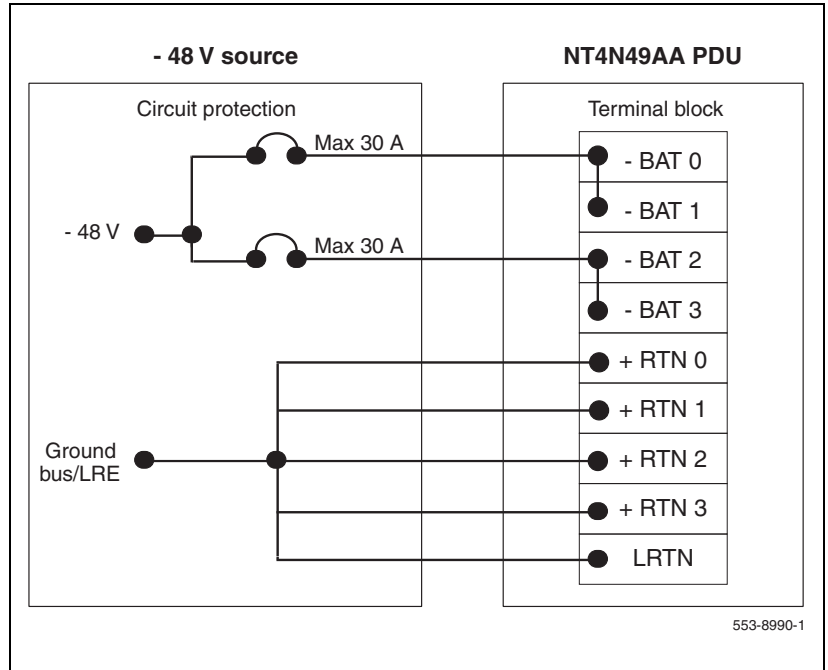 - 48 V source
NT4N49AA PDU
Circuit protection
Terminal block
Max 30 A
- BAT 0
- BAT 1
- 48 V
Max 30 A
- BAT 2
- BAT 3
+ RTN 0
+ RTN 1
Ground
bus/LRE
+ RTN 2
+ RTN 3
LRTN
553-8990-1